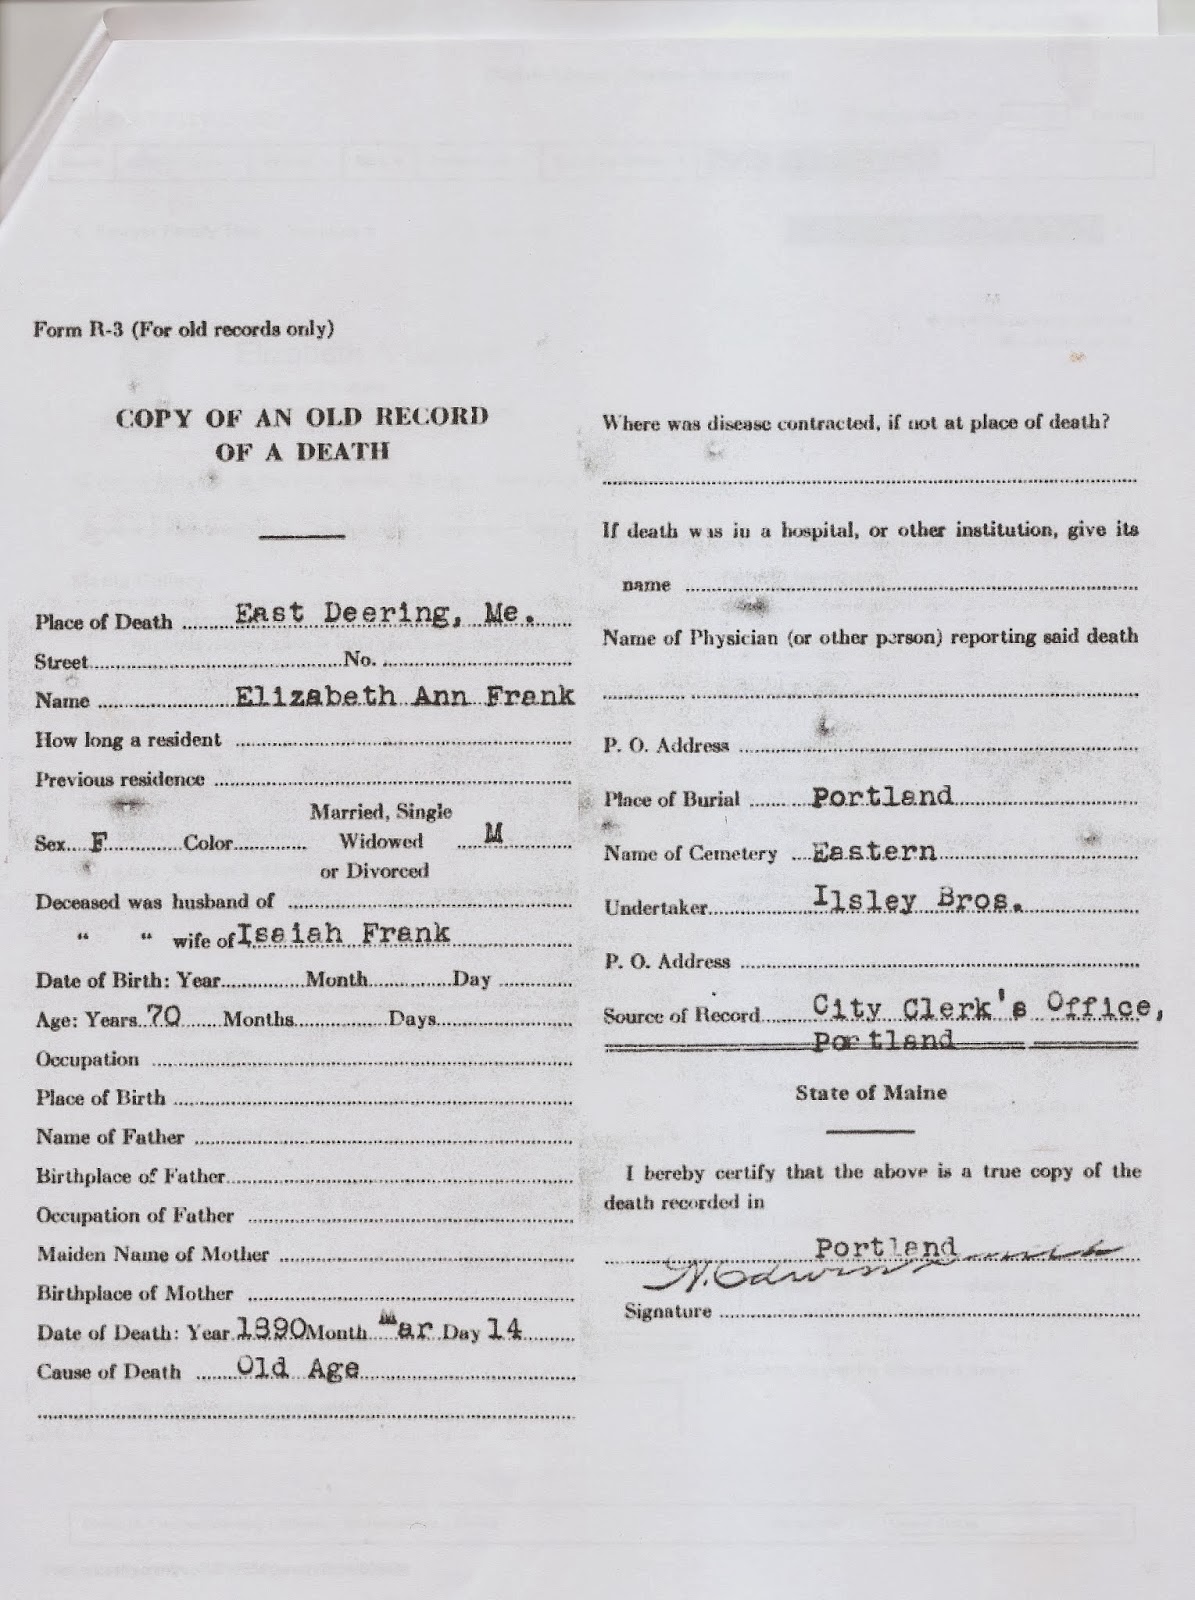 Form R-3 (For old records only)
COPY OF AN OLD RECORD
OF A DEATH
Place of Death ........ East Deering, Me.
Street ........ No. ........
Name ........ Elizabeth Ann Frank
How long a resident ........
Previous residence ........
Married, Single
Sex.... F ........ Color ........ Widowed ........ M
or Divorced
Deceased was husband of ........
“ “ wife of Isaiah Frank
Date of Birth: Year ........ Month ........ Day ........
Age: Years 70 ........ Months ........ Days ........
Occupation ........
Place of Birth ........
Name of Father ........
Birthplace of Father ........
Occupation of Father ........
Maiden Name of Mother ........
Birthplace of Mother ........
Date of Death: Year 1890 Month Mar Day 14
Cause of Death ........ Old Age
Where was disease contracted, if not at place of death?
If death was in a hospital, or other institution, give its
name ........
Name of Physician (or other person) reporting said death
P. O. Address ........
Place of Burial ........ Portland
Name of Cemetery .... Eastern
Undertaker ........ Ilsley Bros.
P. O. Address ........
Source of Record ........ City Clerk's Office,
Portland
State of Maine
I hereby certify that the above is a true copy of the
death recorded in
Portland
N. Edwin
Signature ........